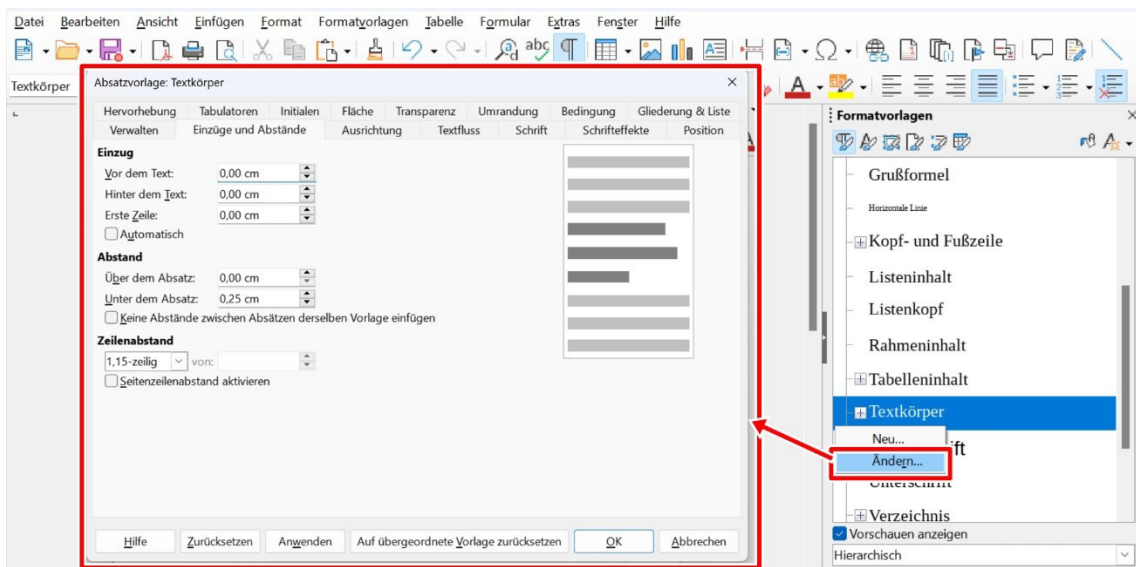 Datei Bearbeiten Ansicht Einfügen Format Formatvorlagen Tabelle Formular Extras Fenster Hilfe
Textkörper
Absatzvorlage: Textkörper
Hervorhebung Tabulatoren Initialen Fläche Transparenz Umrandung Bedingung Gliederung & Liste
Verwalten Einzüge und Abstände Ausrichtung Textfluss Schrift Schrifteffekte Position
Einzug
Vor dem Text: 0,00 cm
Hinter dem Text: 0,00 cm
Erste Zeile: 0,00 cm
Automatisch
Abstand
Über dem Absatz: 0,00 cm
Unter dem Absatz: 0,25 cm
Keine Abstände zwischen Absätzen derselben Vorlage einfügen
Zeilenabstand
1,15-zeilig von:
Seitenzeilenabstand aktivieren
Hilfe Zurücksetzen Anwenden Auf übergeordnete Vorlage zurücksetzen OK Abbrechen
Formatvorlagen
Grußformel
Horizontale Linie
Kopf- und Fußzeile
Listeninhalt
Listenkopf
Rahmeninhalt
Tabelleninhalt
Textkörper
Neu...
ift
Ändern...
Unterschrift
Verzeichnis
Vorschauen anzeigen
Hierarchisch